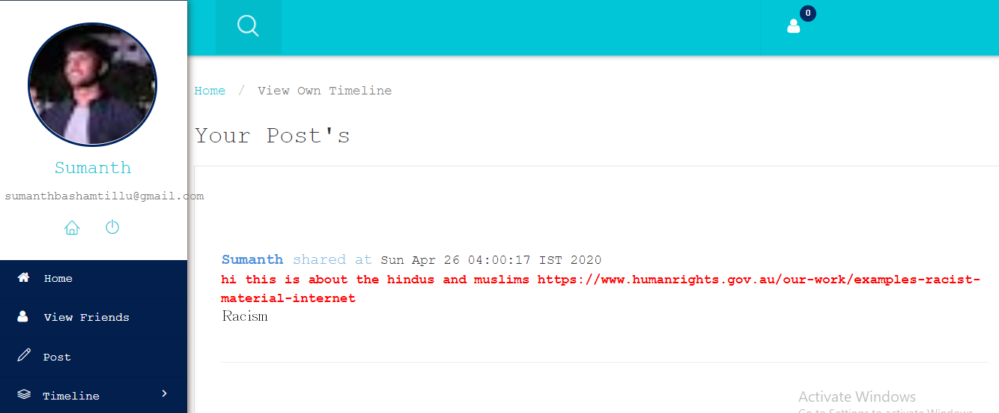 0
Home / View Own Timeline
Your Post's
Sumanth
sumanthbashamtillu@gmail.com
Home
View Friends
Post
Timeline
Sumanth shared at Sun Apr 26 04:00:17 IST 2020
hi this is about the hindus and muslims https://www.humanrights.gov.au/our-work/examples-racist-
material-internet
Racism
Activate Windows
Go to Settings to activate Windows.